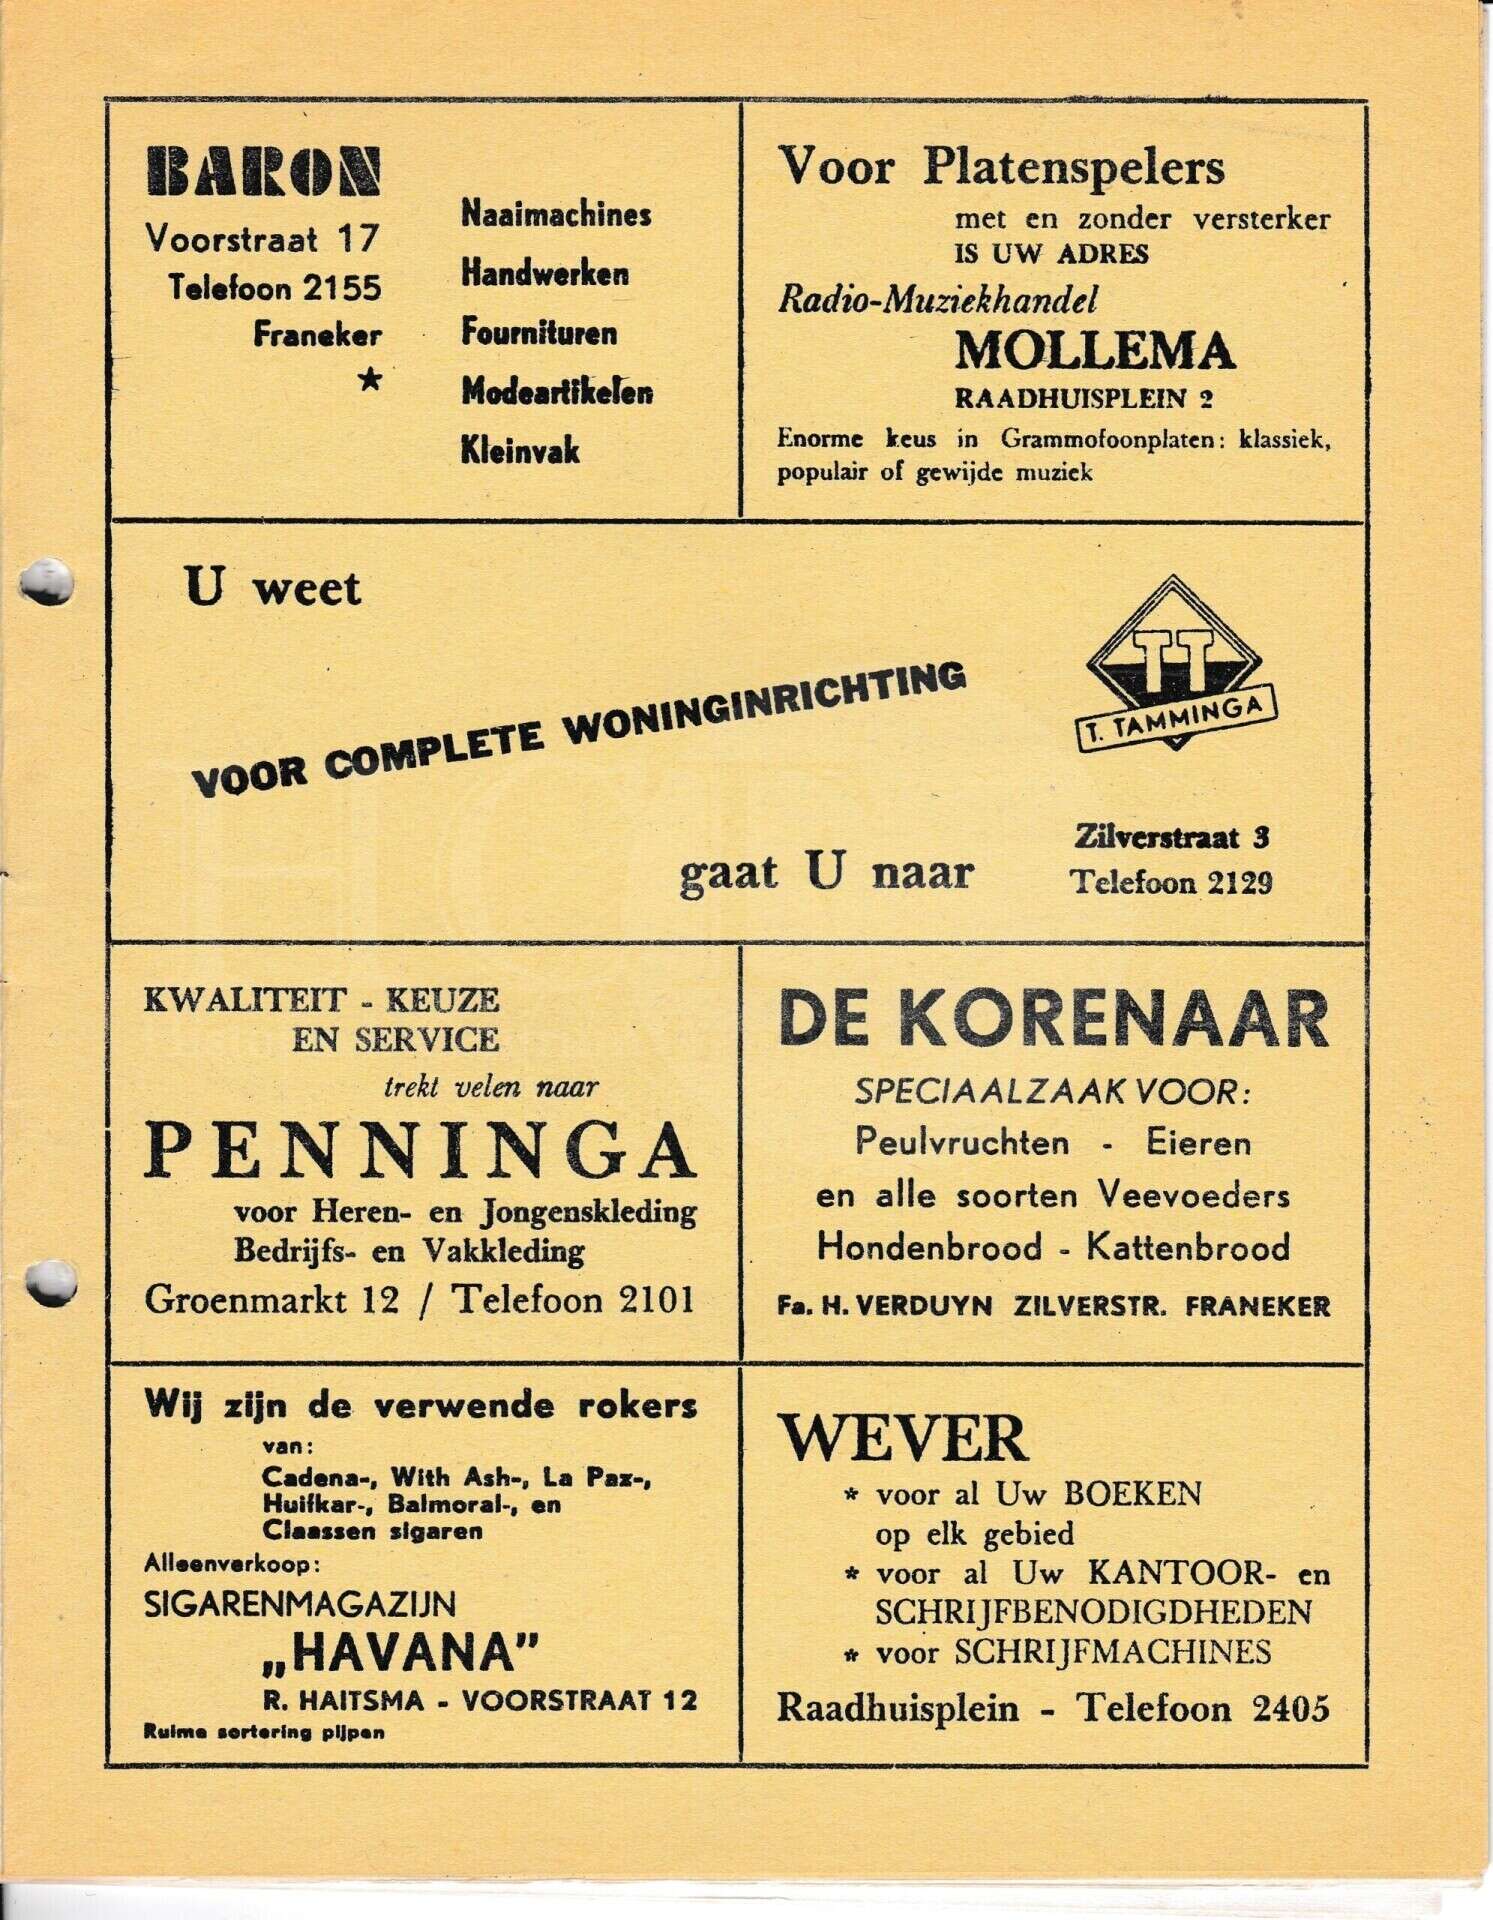 BARON
Voorstraat 17
Telefoon 2155
Franeker
★
Naaimachines
Handwerken
Fournituren
Modeartikelen
Kleinvak
Voor Platenspelers
met en zonder versterker
IS UW ADRES
Radio-Muziekhandel
MOLLEMA
RAADHUISPLEIN 2
Enorme keus in Grammofoonplaten: klassiek,
populair of gewijde muziek
U weet
VOOR COMPLETE WONINGINRICHTING
gaat U naar
TT
T. TAMMINGA
Zilverstraat 3
Telefoon 2129
KWALITEIT - KEUZE
EN SERVICE
trekt velen naar
PENNINGA
voor Heren- en Jongenskleding
Bedrijfs- en Vakkleding
Groenmarkt 12 / Telefoon 2101
DE KORENAAR
SPECIAALZAAK VOOR:
Peulvruchten - Eieren
en alle soorten Veevoeders
Hondenbrood - Kattenbrood
Fa. H. VERDUYN ZILVERSTR. FRANEKER
Wij zijn de verwende rokers
van:
Cadena-, With Ash-, La Paz-,
Huifkar-, Balmoral-, en
Claassen sigaren
Alleenverkoop:
SIGARENMAGAZIJN
„HAVANA”
R. HAITSMA - VOORSTRAAT 12
Ruime sortering pijpen
WEVER
* voor al Uw BOEKEN
op elk gebied
* voor al Uw KANTOOR- en
SCHRIJFBENODIGDHEDEN
* voor SCHRIJFMACHINES
Raadhuisplein - Telefoon 2405